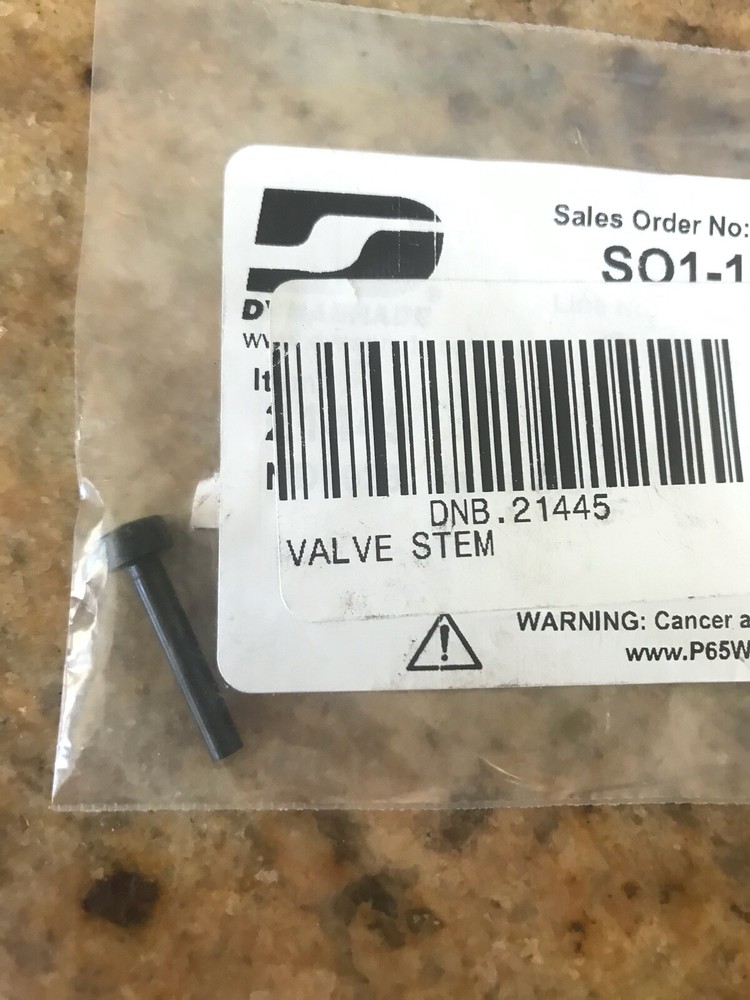 Sales Order No:
SO1-1
DNB.21445
VALVE STEM
WARNING: Cancer a
www.P65W